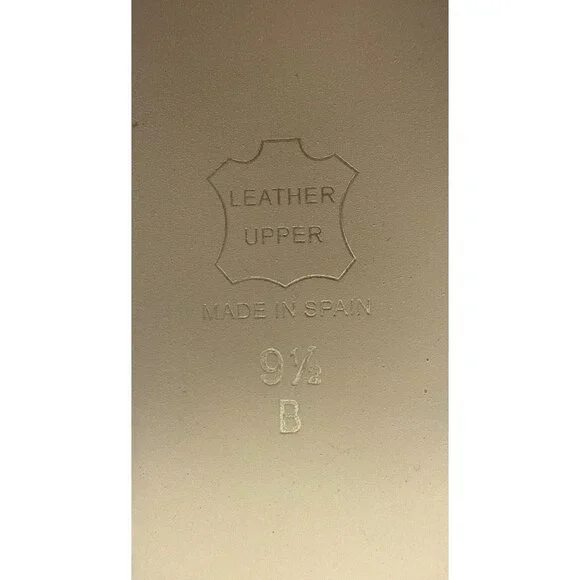 LEATHER
UPPER
MADE IN SPAIN
9½
B